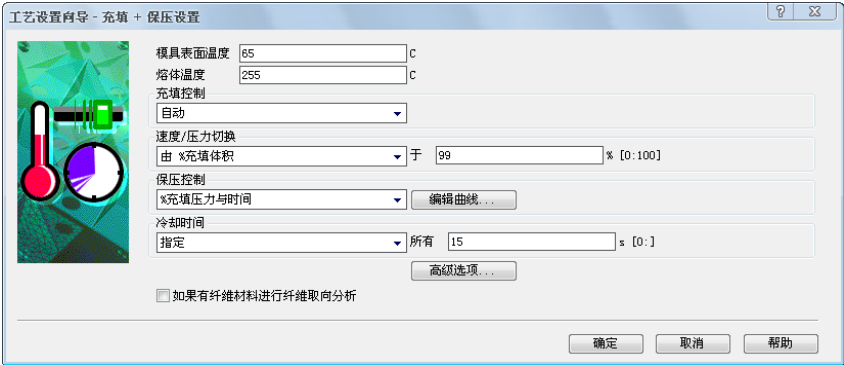 工艺设置向导 - 充填 + 保压设置
模具表面温度 65 C
熔体温度 255 C
充填控制
自动
速度/压力切换
由 %充填体积 于 99 % [0:100]
保压控制
%充填压力与时间 编辑曲线...
冷却时间
指定 所有 15 s [0:]
高级选项...
如果有纤维材料进行纤维取向分析
确定 取消 帮助